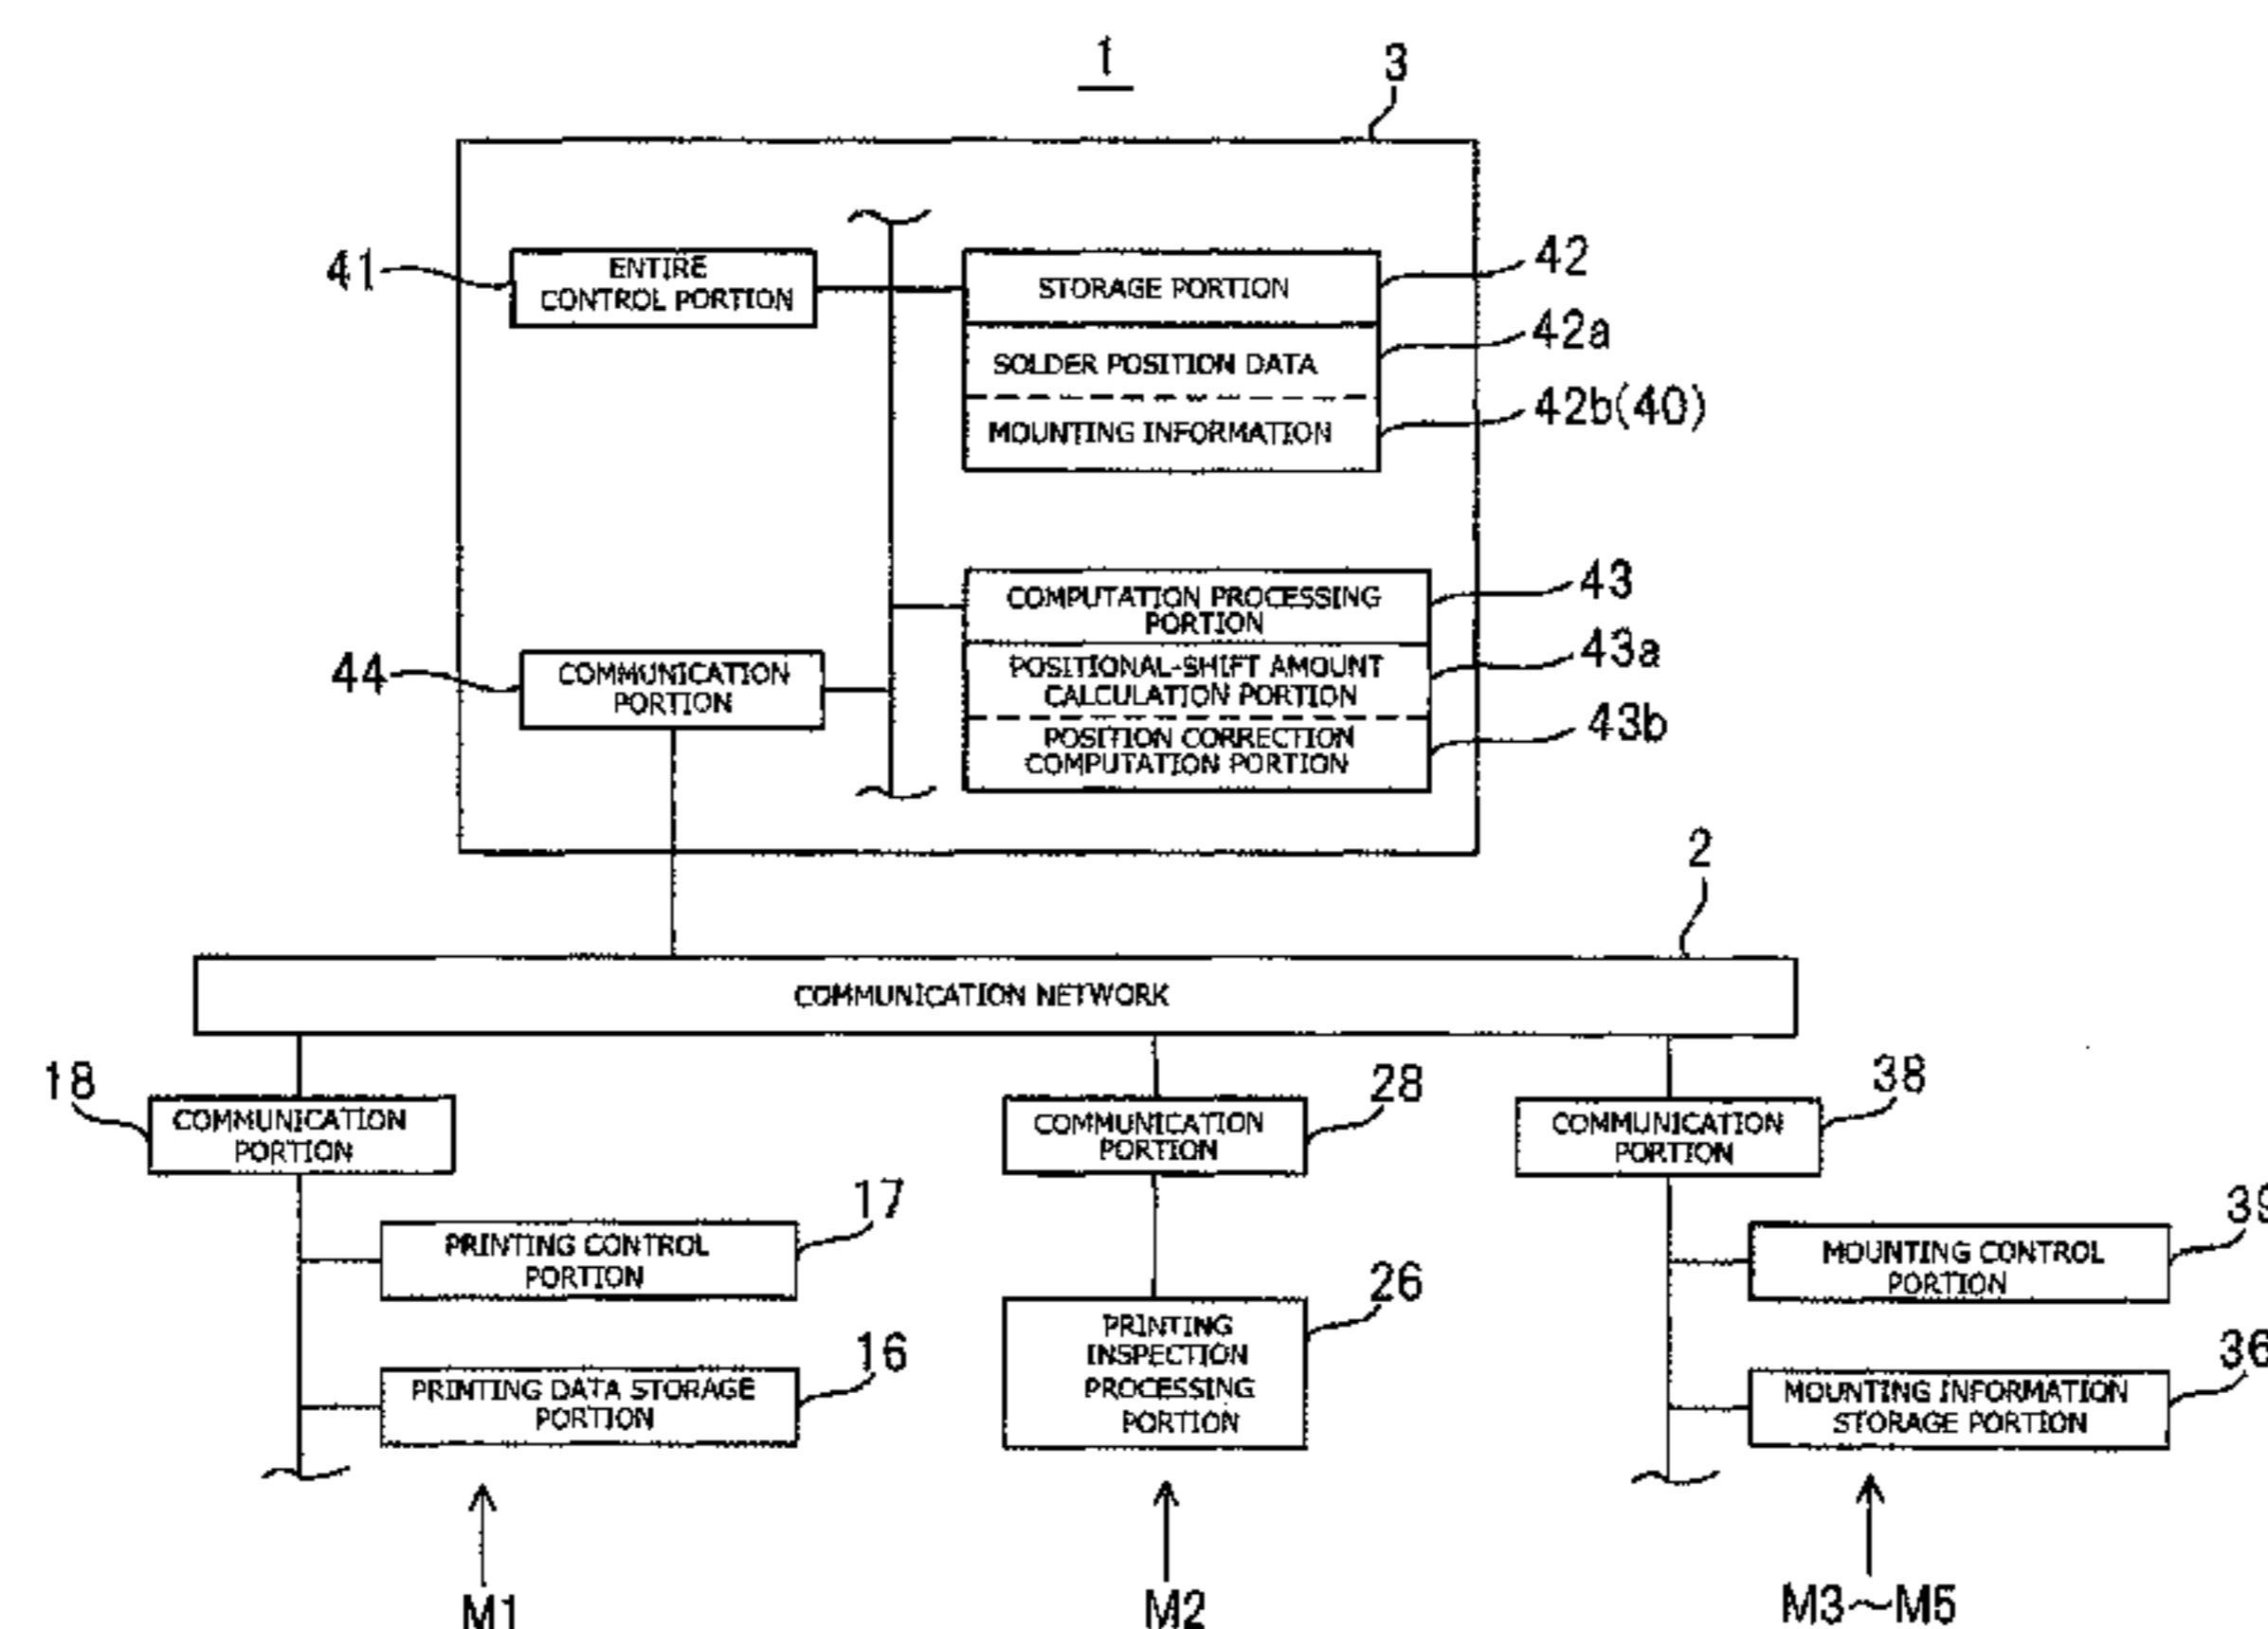 1
3
41
ENTIRE
CONTROL PORTION
STORAGE PORTION
42
SOLDER POSITION DATA
42a
MOUNTING INFORMATION
42b(40)
COMPUTATION PROCESSING
PORTION
43
44
COMMUNICATION
PORTION
POSITIONAL-SHIFT AMOUNT
CALCULATION PORTION
43a
POSITION CORRECTION
COMPUTATION PORTION
43b
2
COMMUNICATION NETWORK
18
COMMUNICATION
PORTION
COMMUNICATION
PORTION
28
COMMUNICATION
PORTION
38
PRINTING CONTROL
PORTION
17
PRINTING DATA STORAGE
PORTION
16
PRINTING
INSPECTION
PROCESSING
PORTION
26
MOUNTING CONTROL
PORTION
39
MOUNTING INFORMATION
STORAGE PORTION
36
M1
M2
M3~M5